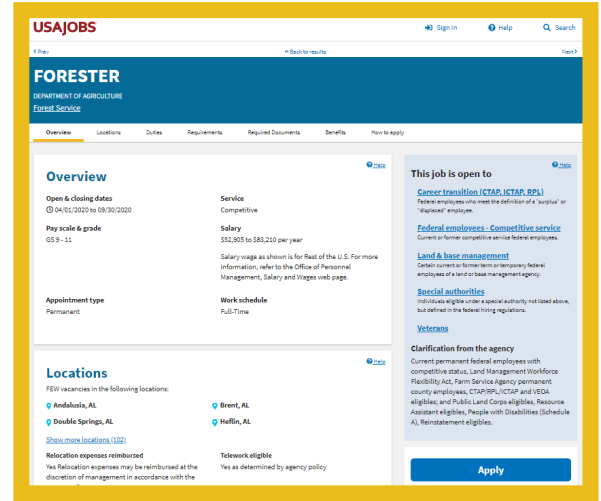 USAJOBS
Sign In Help Search
Prev Back to results Next
FORESTER
DEPARTMENT OF AGRICULTURE
Forest Service
Overview Locations Duties Requirements Required Documents Benefits How to apply
Help
Overview
Open & closing dates
04/01/2020 to 09/30/2020
Service
Competitive
Pay scale & grade
GS 9 - 11
Salary
$52,905 to $83,210 per year
Salary wage as shown is for Rest of the U.S. For more
information, refer to the Office of Personnel
Management, Salary and Wages web page.
Appointment type
Permanent
Work schedule
Full-Time
Help
Locations
FEW vacancies in the following locations:
Andalusia, AL
Brent, AL
Double Springs, AL
Heflin, AL
Show more locations (102)
Relocation expenses reimbursed
Yes Relocation expenses may be reimbursed at the
discretion of management in accordance with the
Telework eligible
Yes as determined by agency policy
Help
This job is open to
Career transition (CTAP, ICTAP, RPL)
Federal employees who meet the definition of a "surplus" or
"displaced" employee.
Federal employees - Competitive service
Current or former competitive service federal employees.
Land & base management
Certain current or former term or temporary federal
employees of a land or base management agency.
Special authorities
Individuals eligible under a special authority not listed above,
but defined in the federal hiring regulations.
Veterans
Clarification from the agency
Current permanent federal employees with
competitive status, Land Management Workforce
Flexibility Act, Farm Service Agency permanent
county employees, CTAP/RPL/ICTAP and VEOA
eligibles; and Public Land Corps eligibles, Resource
Assistant eligibles, People with Disabilities (Schedule
A), Reinstatement eligibles.
Apply